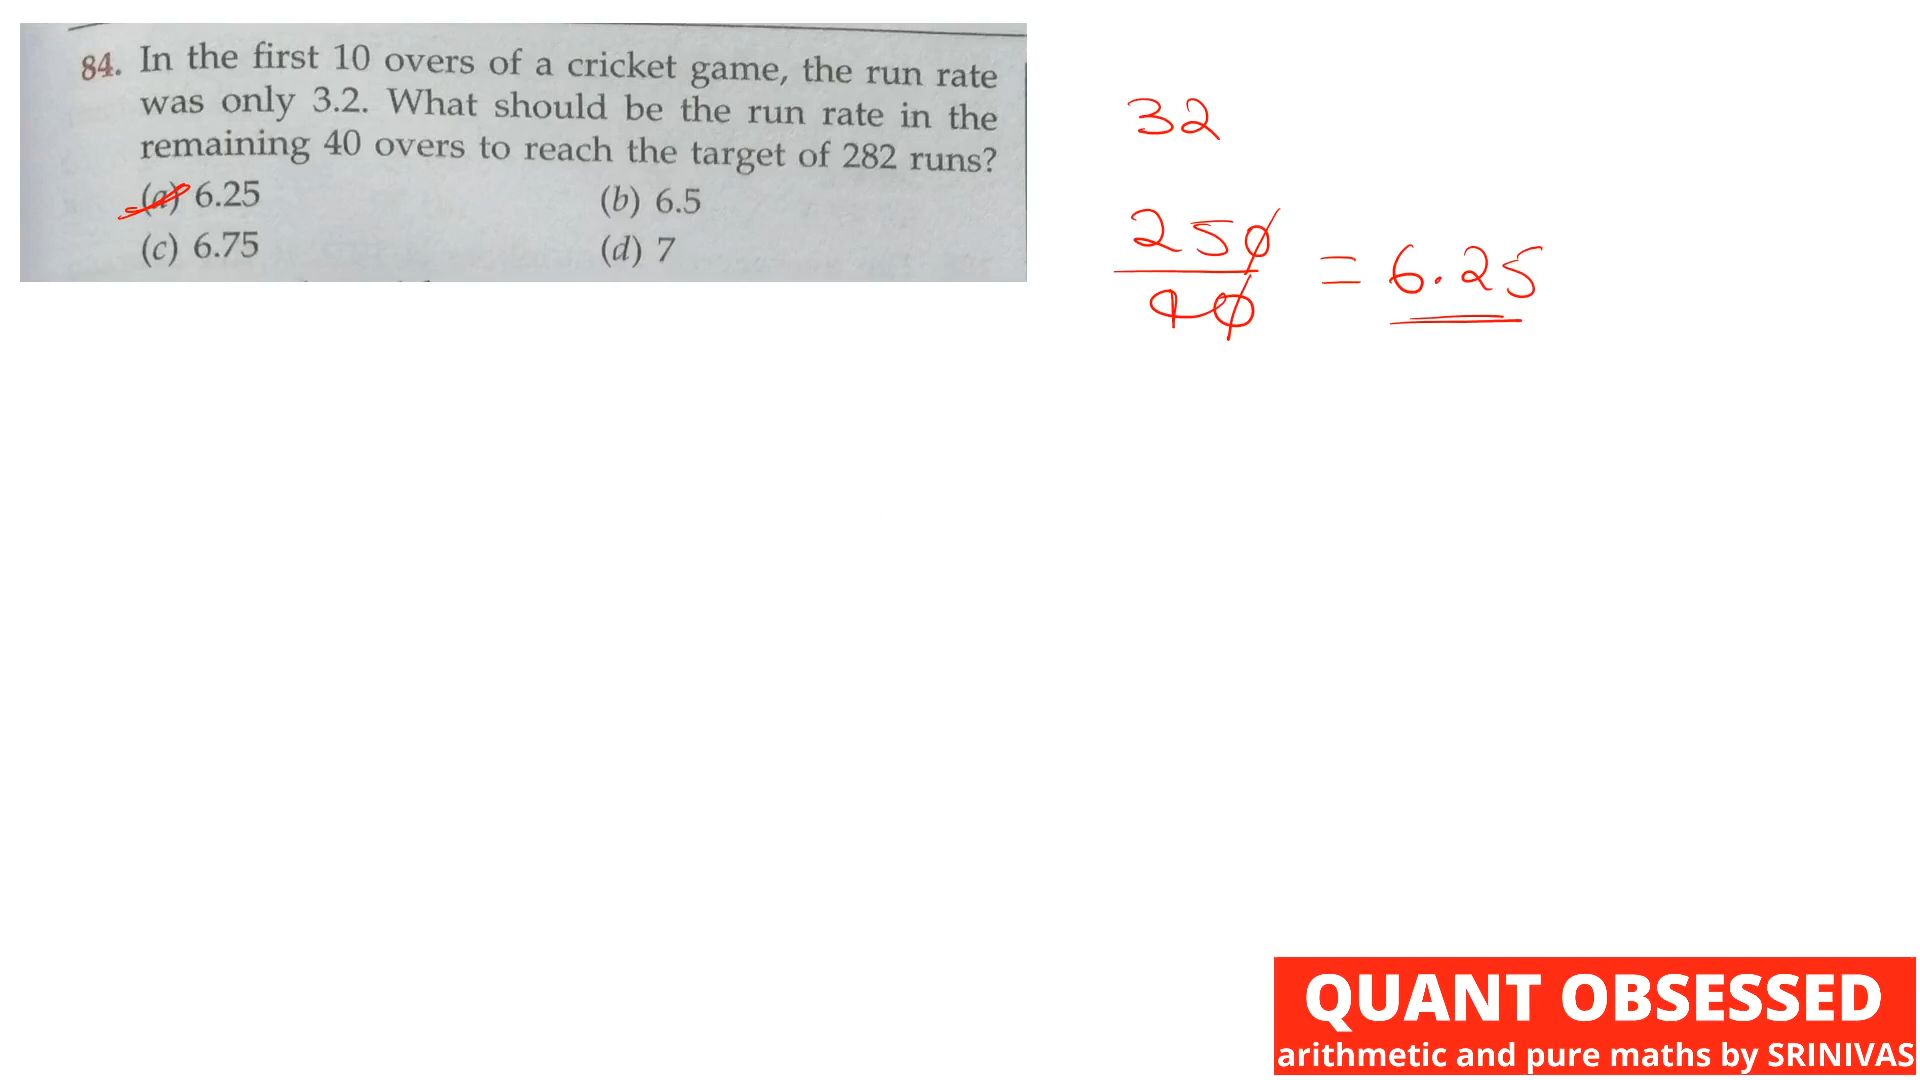 84. In the first 10 overs of a cricket game, the run rate
was only 3.2. What should be the run rate in the
remaining 40 overs to reach the target of 282 runs?
(a) 6.25 (b) 6.5
(c) 6.75 (d) 7
32
250
40
= 6.25
QUANT OBSESSED
arithmetic and pure maths by SRINIVAS